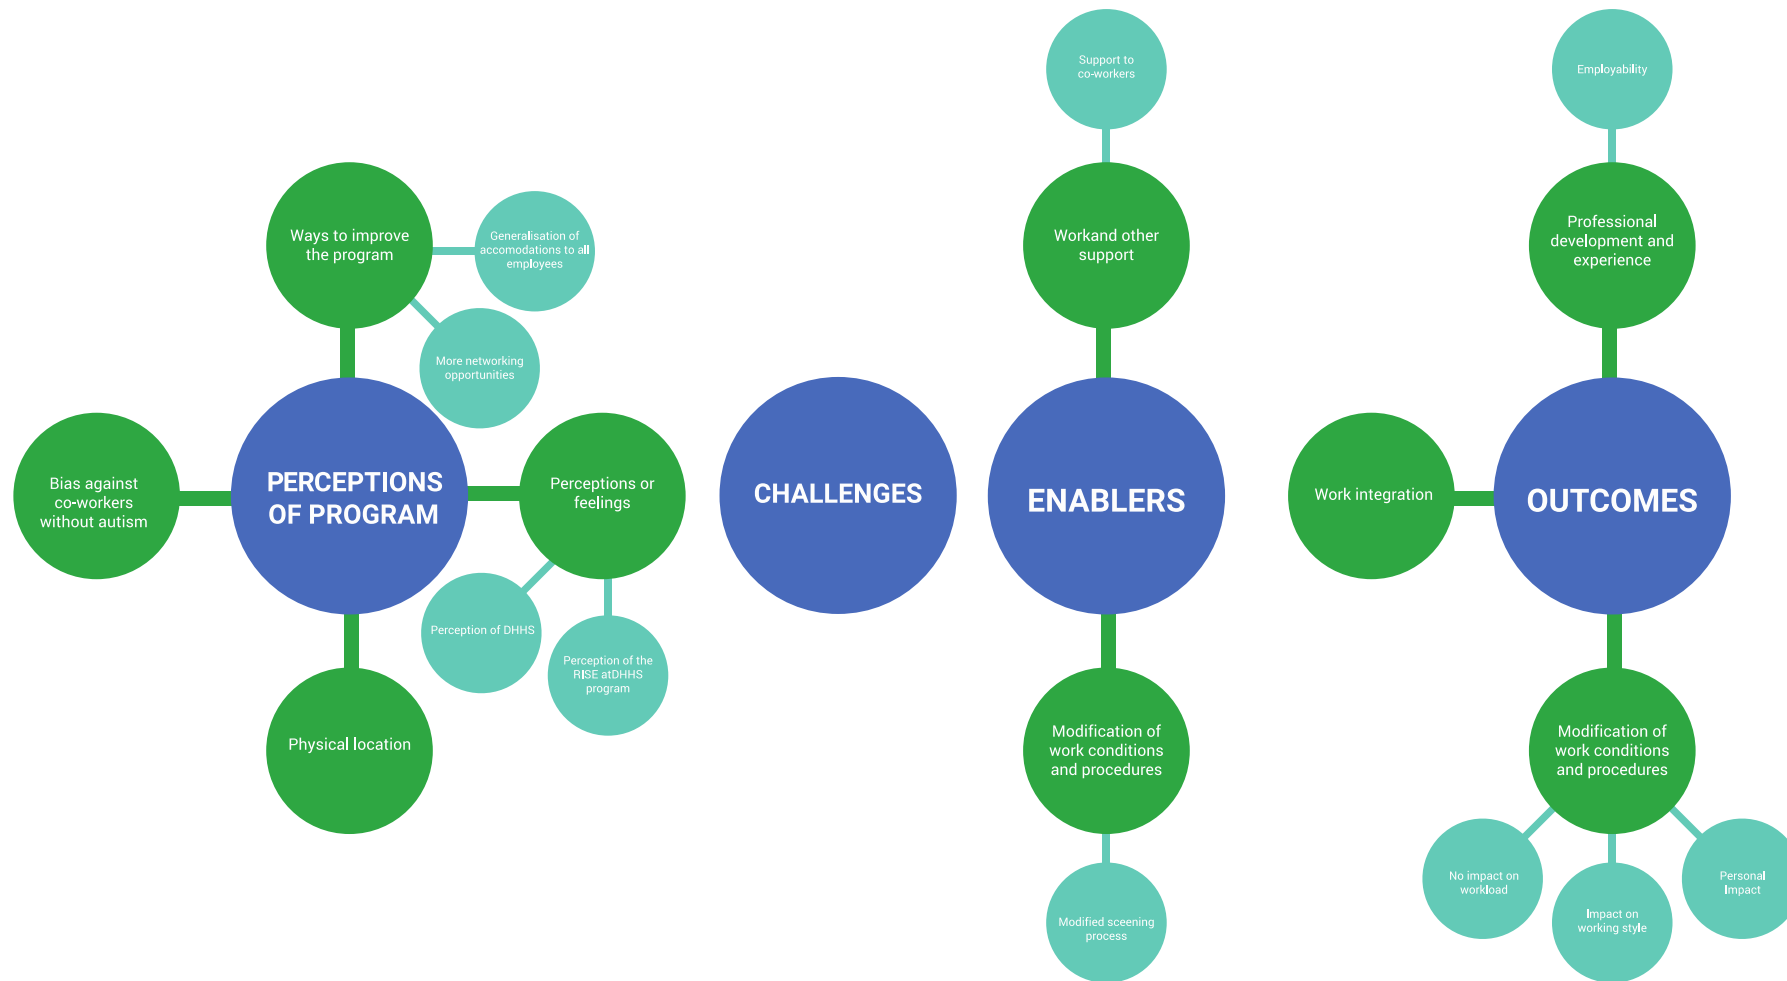 Ways to improve
the program
Generalisation of
accomodations to all
employees
More networking
opportunities
Bias against
co-workers
without autism
PERCEPTIONS
OF PROGRAM
Perceptions or
feelings
Perception of DHHS
Perception of the
RISE atDHHS
program
Physical location
CHALLENGES
Support to
co-workers
Workand other
support
ENABLERS
Modification of
work conditions
and procedures
Modified sceening
process
Employability
Professional
development and
experience
Work integration
OUTCOMES
Modification of
work conditions
and procedures
No impact on
workload
Impact on
working style
Personal
Impact